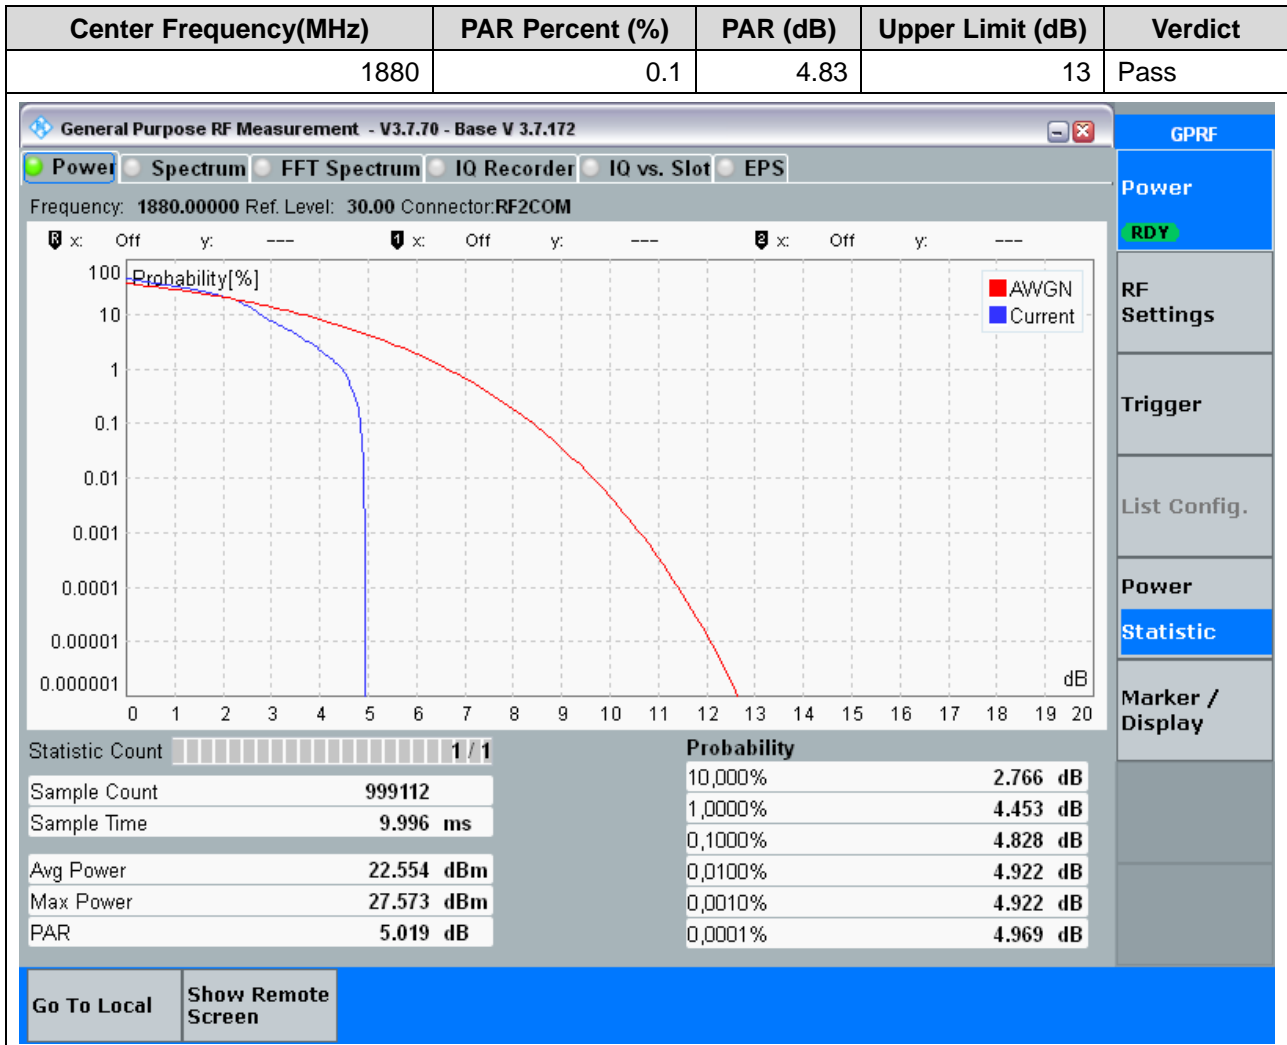 Center Frequency(MHz) PAR Percent (%) PAR (dB) Upper Limit (dB) Verdict
1880 0.1 4.83 13 Pass
General Purpose RF Measurement - V3.7.70 - Base V 3.7.172
GPRF
Power Spectrum FFT Spectrum IQ Recorder IQ vs. Slot EPS
Frequency: 1880.00000 Ref. Level: 30.00 Connector:RF2COM
R x: Off y: --- 1 x: Off y: --- 2 x: Off y: ---
Probability[%]
100
10
1
0.1
0.01
0.001
0.0001
0.00001
0.000001
AWGN
Current
dB
0 1 2 3 4 5 6 7 8 9 10 11 12 13 14 15 16 17 18 19 20
Statistic Count 1 / 1
Sample Count 999112
Sample Time 9.996 ms
Avg Power 22.554 dBm
Max Power 27.573 dBm
PAR 5.019 dB
Probability
10,000% 2.766 dB
1,0000% 4.453 dB
0,1000% 4.828 dB
0,0100% 4.922 dB
0,0010% 4.922 dB
0,0001% 4.969 dB
Power
RDY
RF
Settings
Trigger
List Config.
Power
Statistic
Marker /
Display
Go To Local
Show Remote
Screen